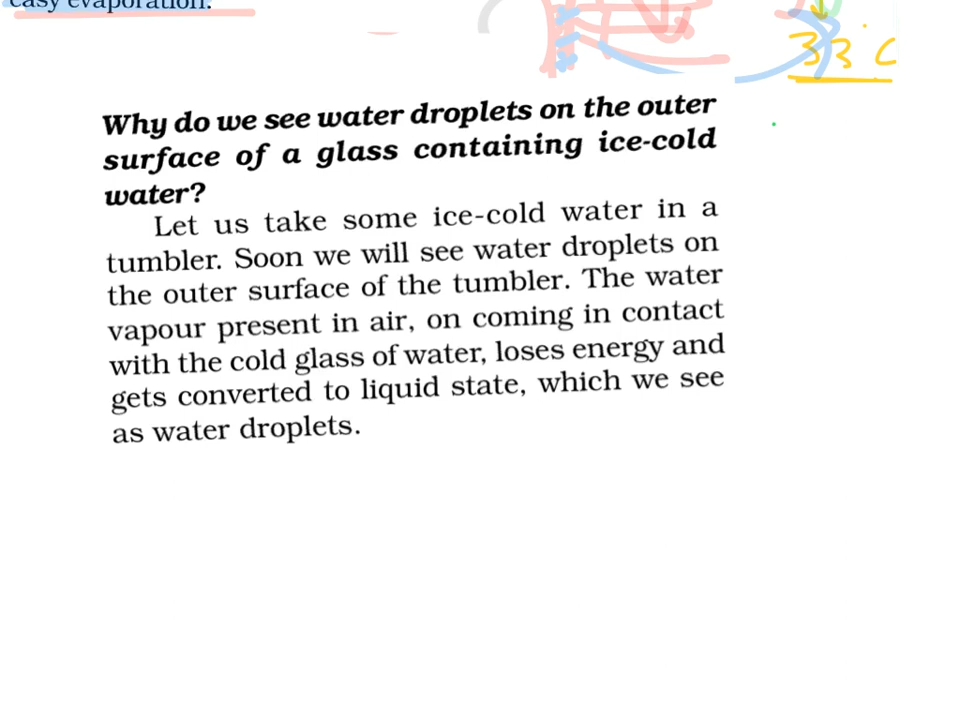 easy evaporation.
33°C
Why do we see water droplets on the outer
surface of a glass containing ice-cold
water?
Let us take some ice-cold water in a
tumbler. Soon we will see water droplets on
the outer surface of the tumbler. The water
vapour present in air, on coming in contact
with the cold glass of water, loses energy and
gets converted to liquid state, which we see
as water droplets.